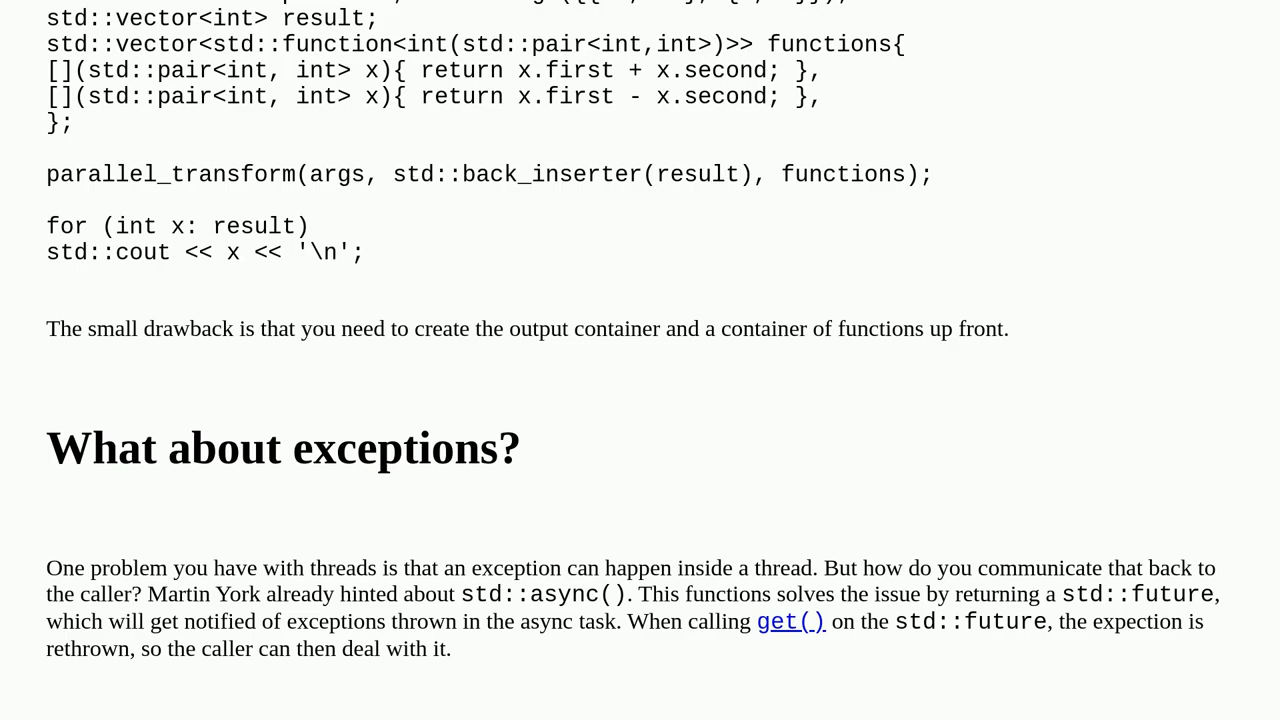 std::vector<int> result;
std::vector<std::function<int(std::pair<int,int>)>> functions{
[](std::pair<int, int> x){ return x.first + x.second; },
[](std::pair<int, int> x){ return x.first - x.second; },
};
parallel_transform(args, std::back_inserter(result), functions);
for (int x: result)
std::cout << x << '\n';
The small drawback is that you need to create the output container and a container of functions up front.
What about exceptions?
One problem you have with threads is that an exception can happen inside a thread. But how do you communicate that back to
the caller? Martin York already hinted about std::async(). This functions solves the issue by returning a std::future,
which will get notified of exceptions thrown in the async task. When calling get() on the std::future, the expection is
rethrown, so the caller can then deal with it.